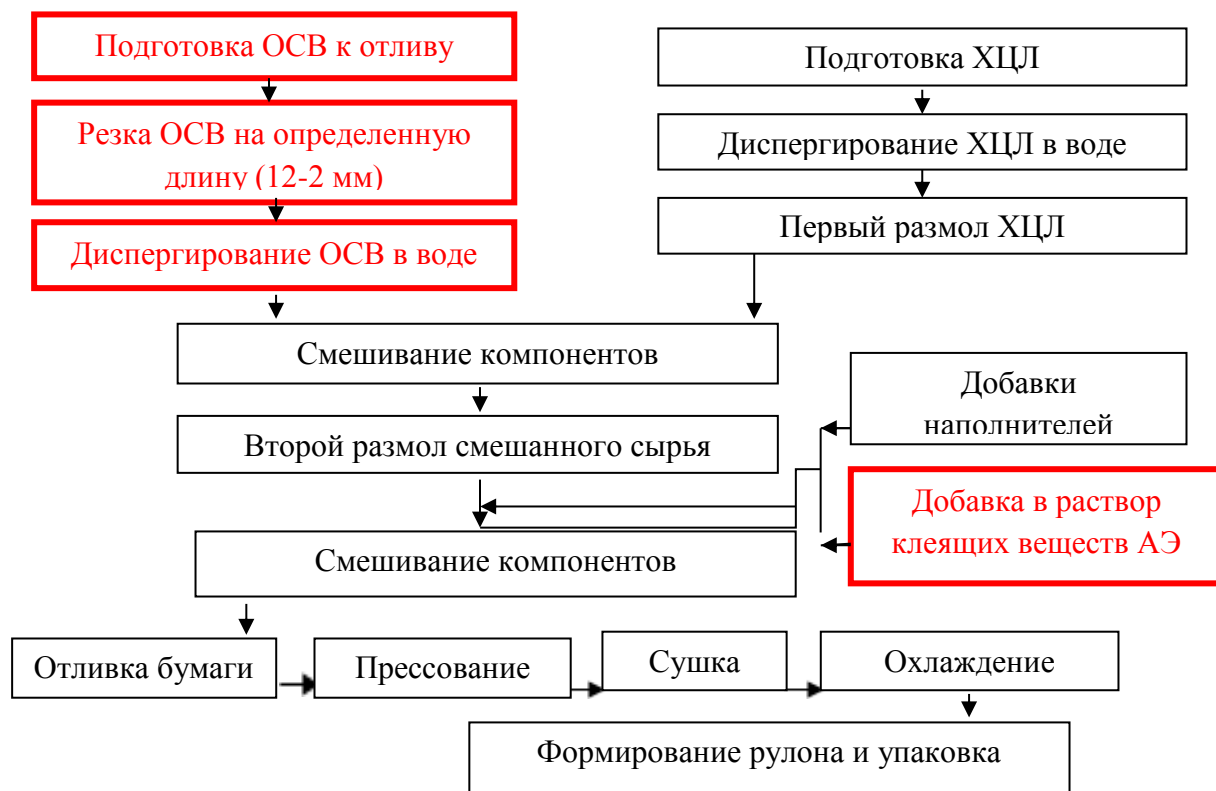 Подготовка ОСВ к отливу
Резка ОСВ на определенную
длину (12-2 мм)
Диспергирование ОСВ в воде
Подготовка ХЦЛ
Диспергирование ХЦЛ в воде
Первый размол ХЦЛ
Смешивание компонентов
Второй размол смешанного сырья
Добавки
наполнителей
Добавка в раствор
клеящих веществ АЭ
Смешивание компонентов
Отливка бумаги
Прессование
Сушка
Охлаждение
Формирование рулона и упаковка